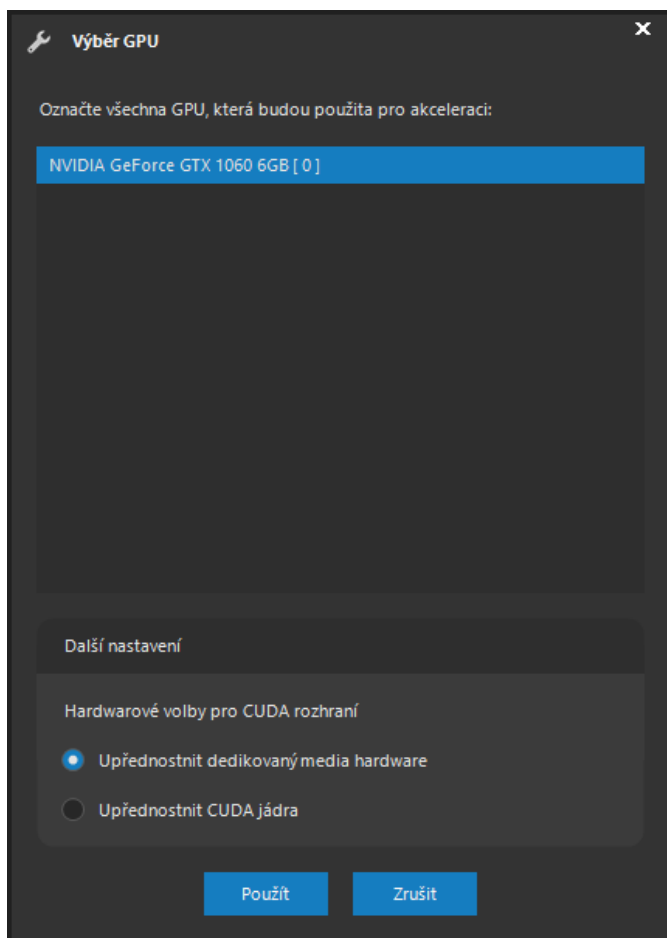 Výběr GPU
Označte všechna GPU, která budou použita pro akceleraci:
NVIDIA GeForce GTX 1060 6GB [ 0 ]
Další nastavení
Hardwarové volby pro CUDA rozhraní
Upřednostnit dedikovaný media hardware
Upřednostnit CUDA jádra
Použít
Zrušit